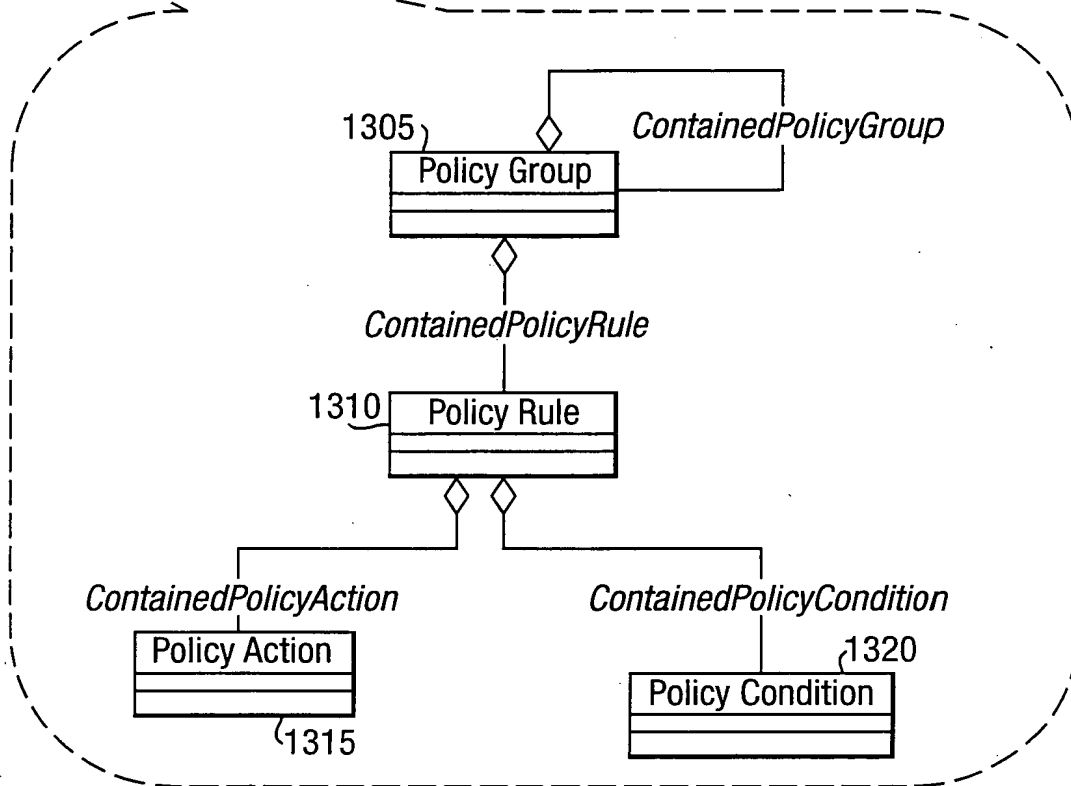 1305
ContainedPolicyGroup
Policy Group
ContainedPolicyRule
1310
Policy Rule
ContainedPolicyAction
ContainedPolicyCondition
Policy Action
1320
Policy Condition
1315